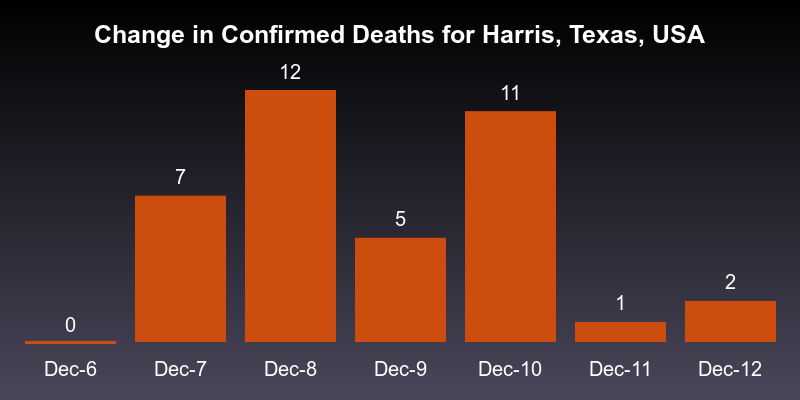 Change in Confirmed Deaths for Harris, Texas, USA
0
7
12
5
11
1
2
Dec-6
Dec-7
Dec-8
Dec-9
Dec-10
Dec-11
Dec-12